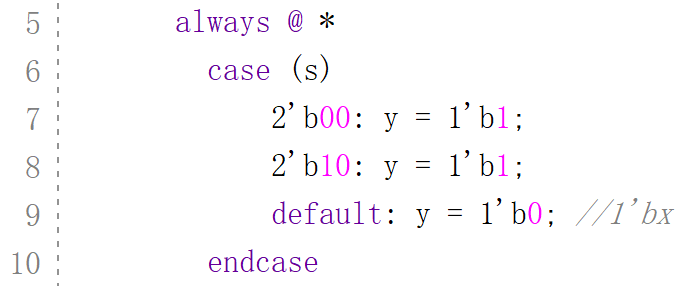 5 always @ *
6 case (s)
7 2'b00: y = 1'b1;
8 2'b10: y = 1'b1;
9 default: y = 1'b0; //1'bx
10 endcase